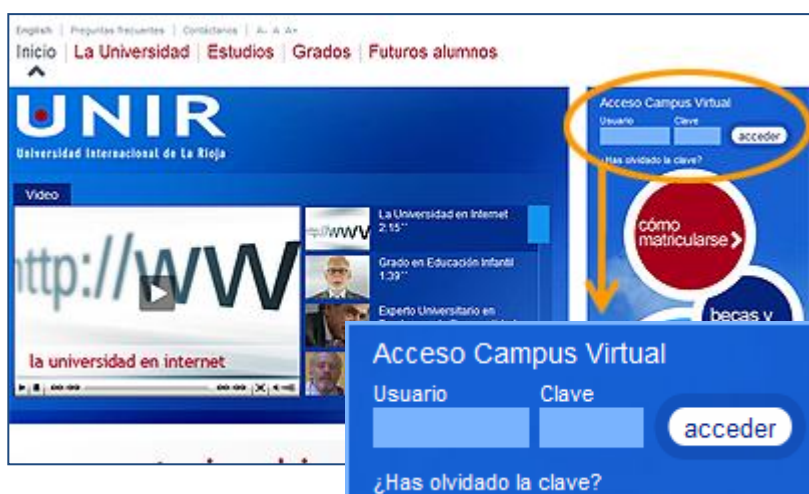 English | Preguntas frecuentes | Contáctanos | A- A A+
Inicio | La Universidad | Estudios | Grados | Futuros alumnos
UNIR
Universidad Internacional de La Rioja
Video
http://WW
la universidad en internet
La Universidad en Internet
2:15''
Grado en Educación Infantil
1:39''
Experto Universitario en
Acceso Campus Virtual
Usuario Clave
acceder
¿Has olvidado la clave?
cómo
matricularse
becas y
Acceso Campus Virtual
Usuario Clave
acceder
¿Has olvidado la clave?